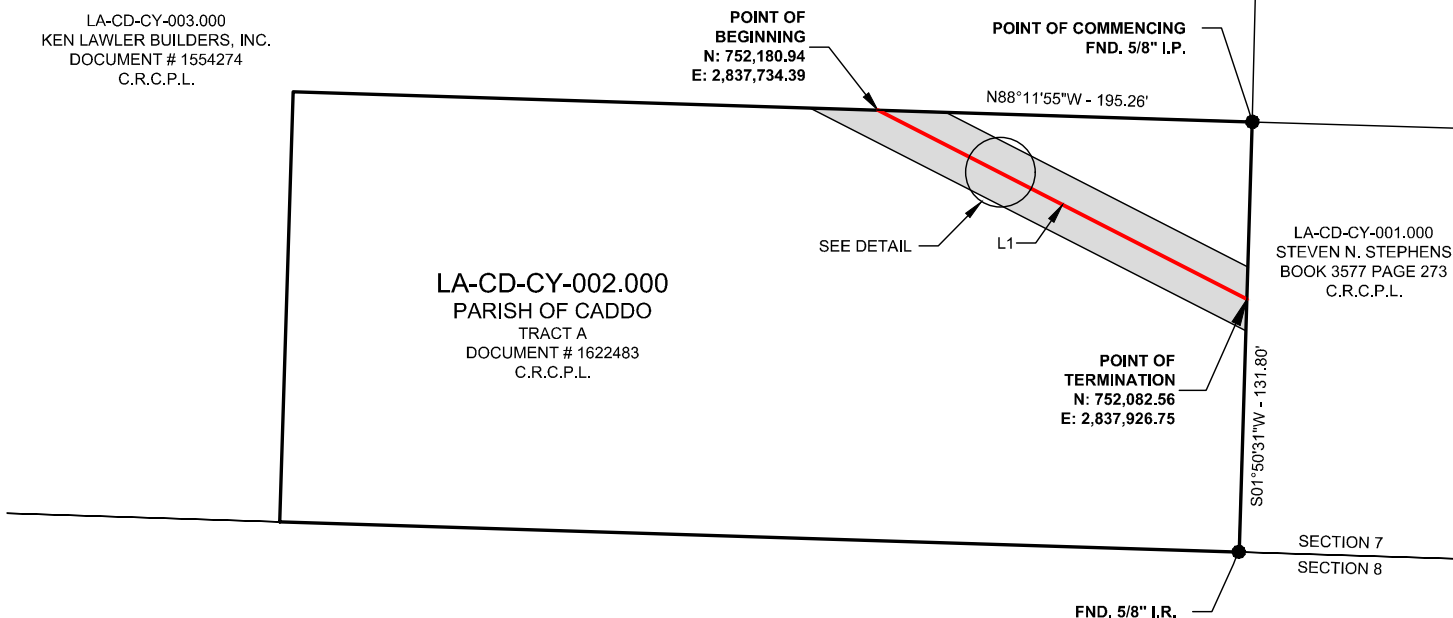 LA-CD-CY-003.000
KEN LAWLER BUILDERS, INC.
DOCUMENT # 1554274
C.R.C.P.L.
POINT OF
BEGINNING
N: 752,180.94
E: 2,837,734.39
POINT OF COMMENCING
FND. 5/8" I.P.
N88°11'55"W - 195.26'
SEE DETAIL
L1
LA-CD-CY-001.000
STEVEN N. STEPHENS
BOOK 3577 PAGE 273
C.R.C.P.L.
LA-CD-CY-002.000
PARISH OF CADDO
TRACT A
DOCUMENT # 1622483
C.R.C.P.L.
POINT OF
TERMINATION
N: 752,082.56
E: 2,837,926.75
S01°50'31"W - 131.80'
SECTION 7
SECTION 8
FND. 5/8" I.R.